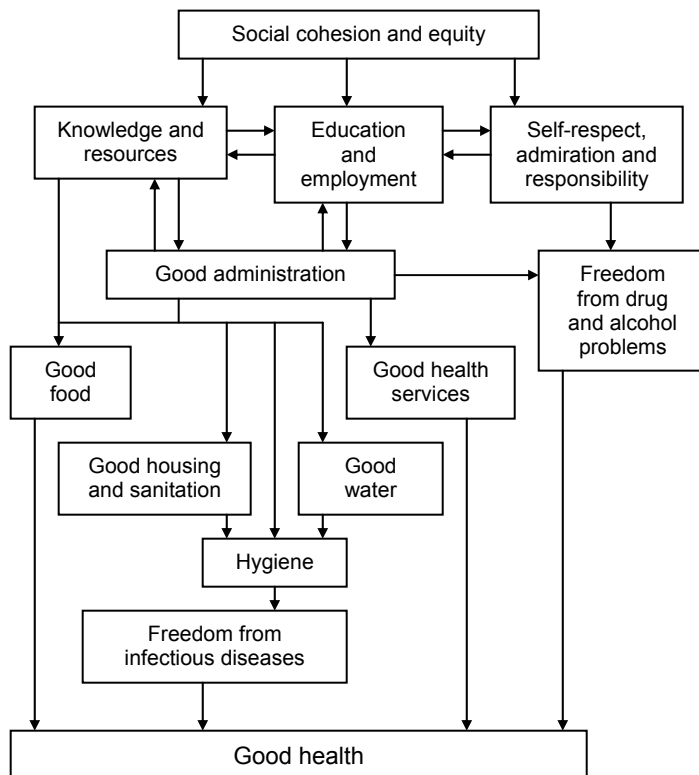 Social cohesion and equity
Knowledge and
resources
Education
and
employment
Self-respect,
admiration and
responsibility
Good administration
Freedom
from drug
and alcohol
problems
Good
food
Good health
services
Good housing
and sanitation
Good
water
Hygiene
Freedom from
infectious diseases
Good health